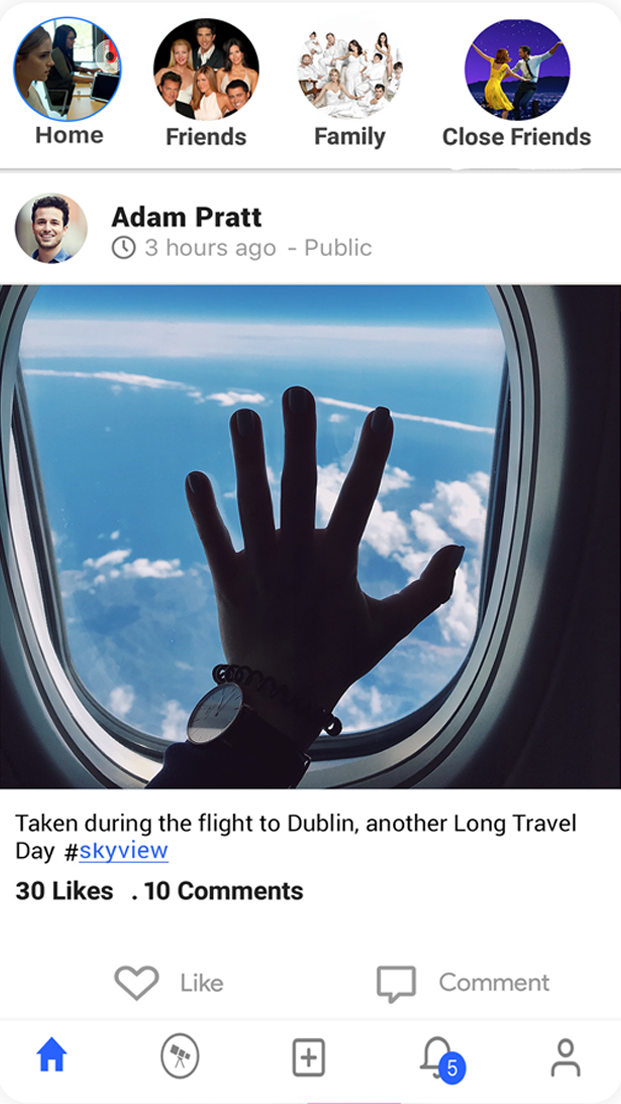 Home Friends Family Close Friends
Adam Pratt
3 hours ago - Public
Taken during the flight to Dublin, another Long Travel
Day #skyview
30 Likes . 10 Comments
Like Comment
5